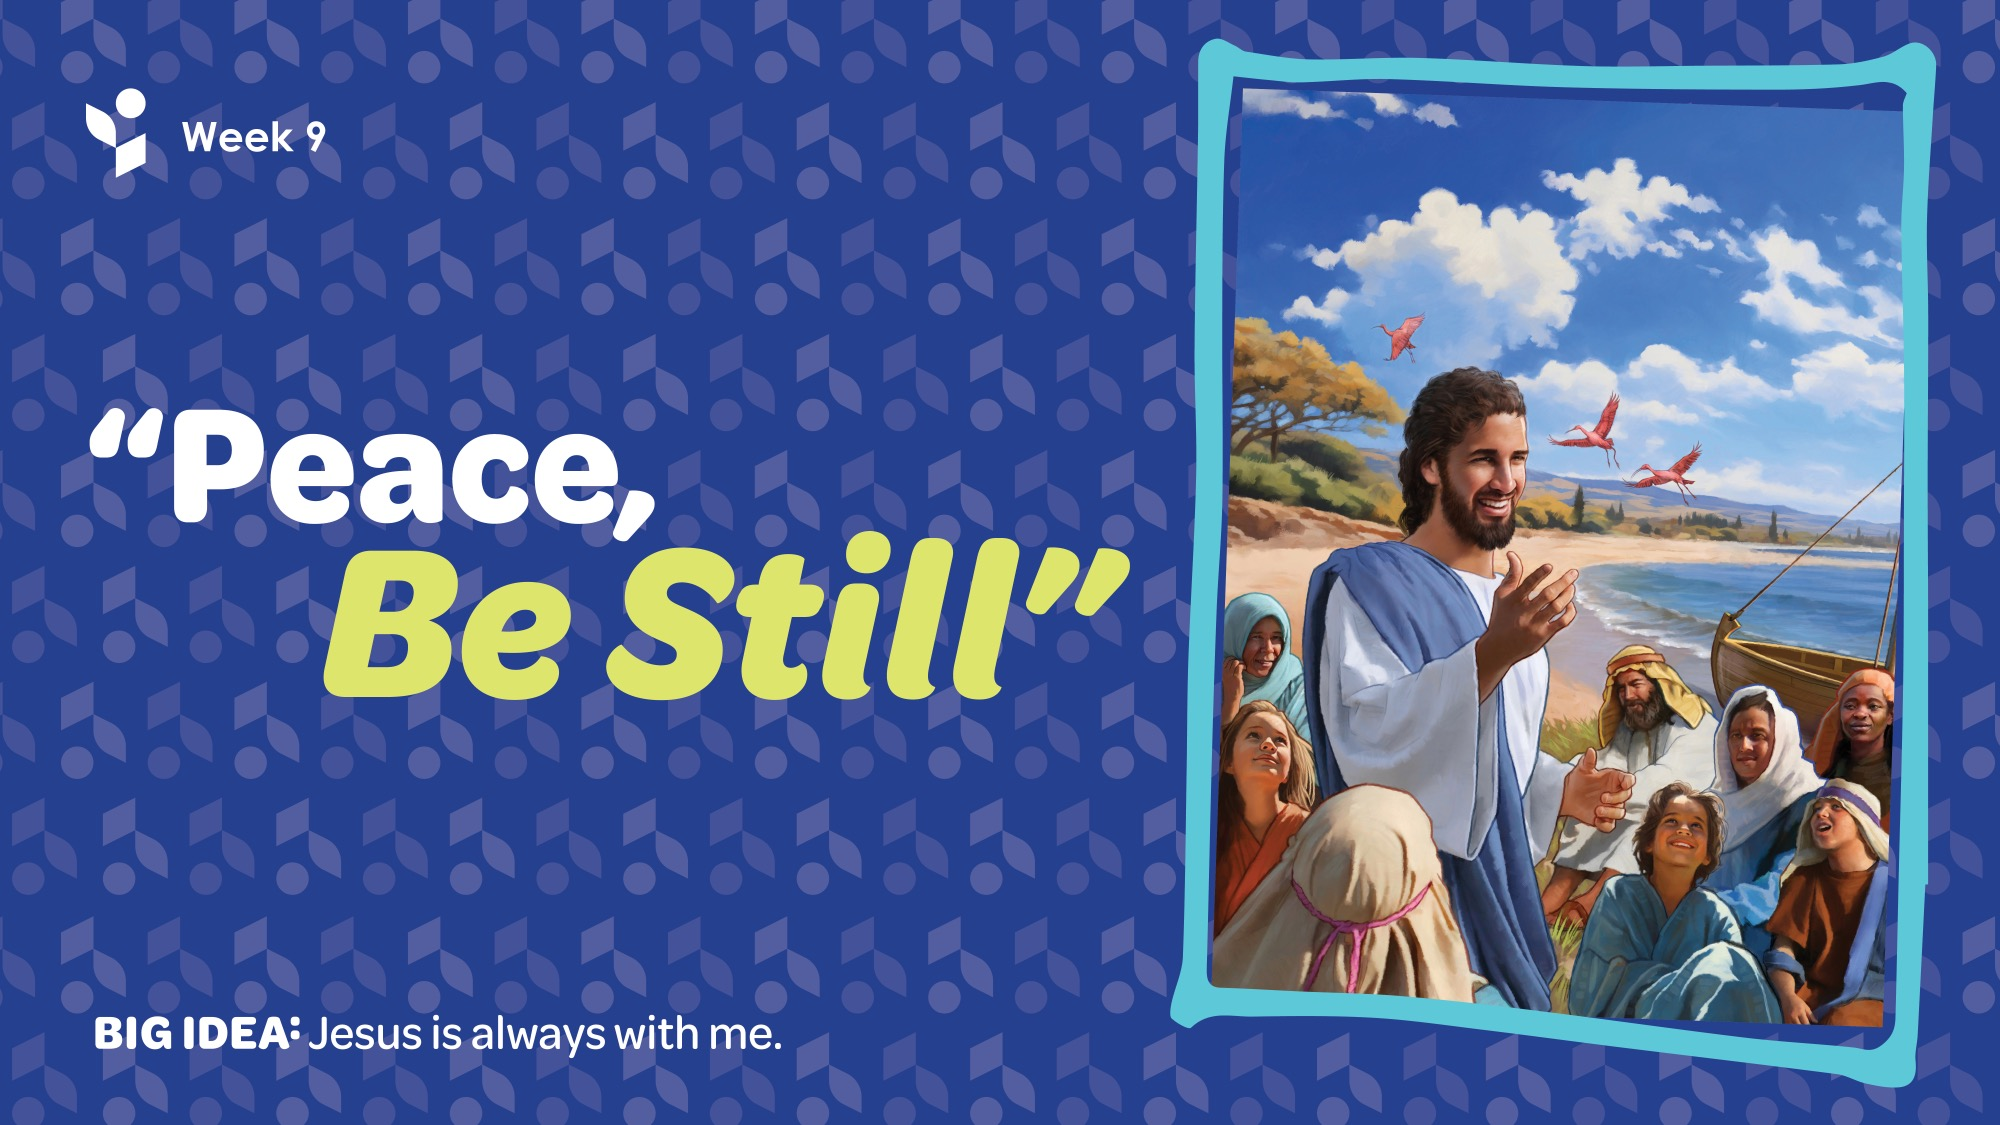 Week 9
“Peace,
Be Still”
BIG IDEA: Jesus is always with me.